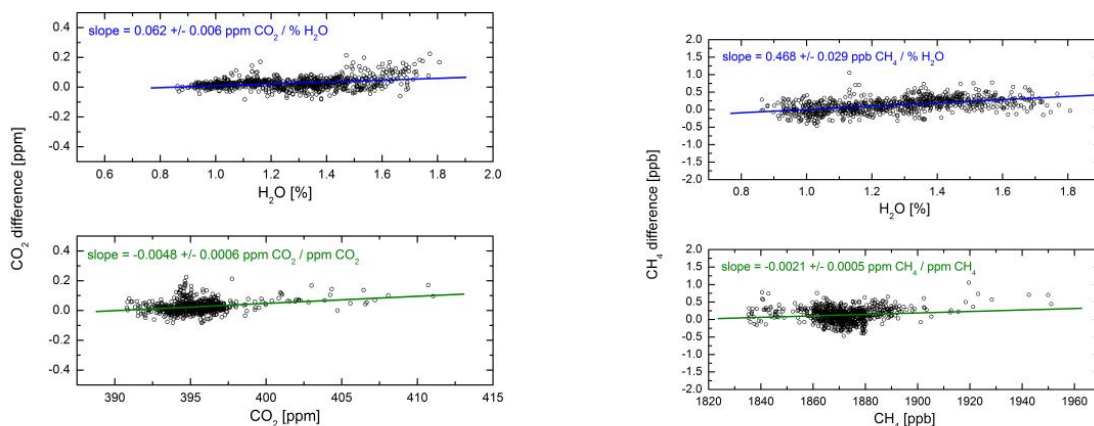 0.4
0.2
0.0
-0.2
-0.4
slope = 0.062 +/- 0.006 ppm CO₂ / % H₂O
0.6 0.8 1.0 1.2 1.4 1.6 1.8 2.0
H₂O [%]
CO₂ difference [ppm]
0.4
0.2
0.0
-0.2
-0.4
slope = -0.0048 +/- 0.0006 ppm CO₂ / ppm CO₂
390 395 400 405 410 415
CO₂ [ppm]
2.0
1.5
1.0
0.5
0.0
-0.5
-1.0
-1.5
-2.0
slope = 0.468 +/- 0.029 ppb CH₄ / % H₂O
0.8 1.0 1.2 1.4 1.6 1.8
H₂O [%]
CH₄ difference [ppb]
2.0
1.5
1.0
0.5
0.0
-0.5
-1.0
-1.5
-2.0
slope = -0.0021 +/- 0.0005 ppm CH₄ / ppm CH₄
1820 1840 1860 1880 1900 1920 1940 1960
CH₄ [ppb]